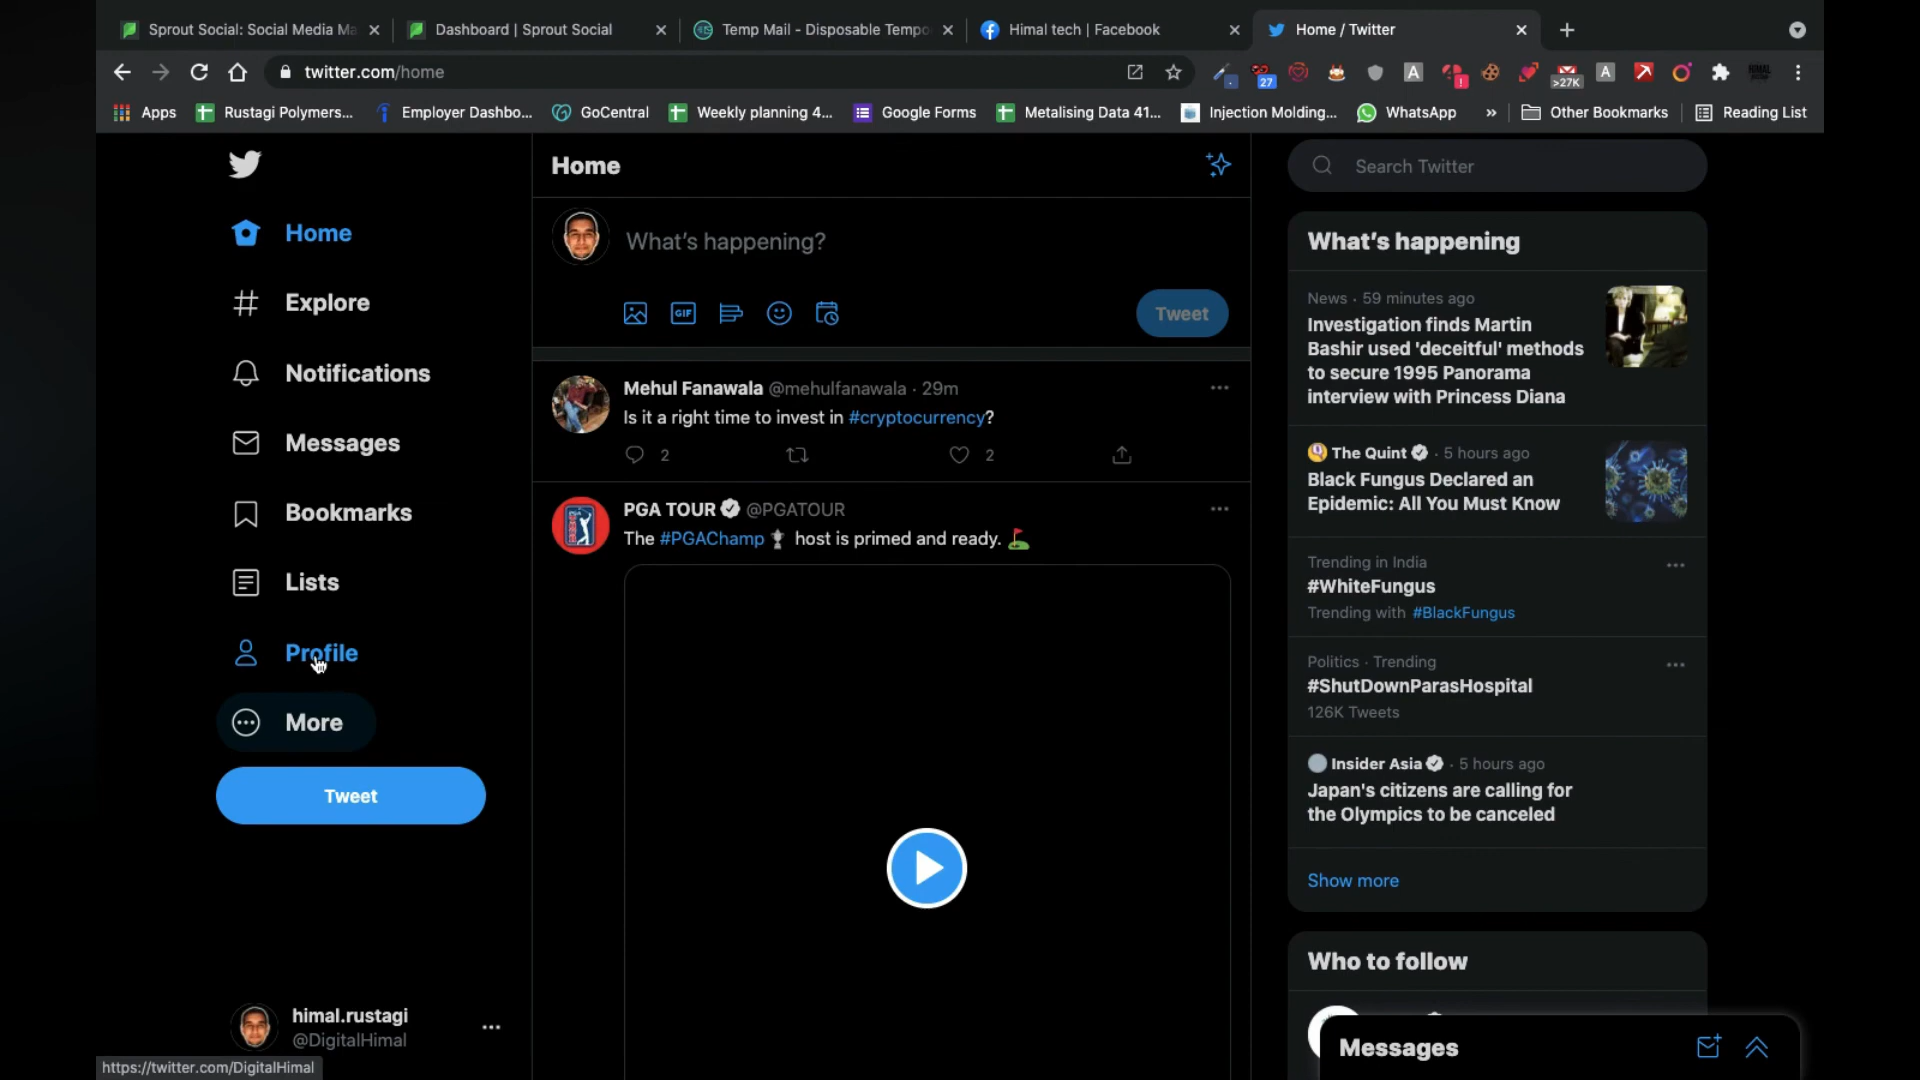 Sprout Social: Social Media Ma
Dashboard | Sprout Social
Temp Mail - Disposable Tempo
Himal tech | Facebook
Home / Twitter
twitter.com/home
27
A
!
>27K
A
Apps
Rustagi Polymers...
Employer Dashbo...
GoCentral
Weekly planning 4...
Google Forms
Metalising Data 41...
Injection Molding...
WhatsApp
»
Other Bookmarks
Reading List
Home
Explore
Notifications
Messages
Bookmarks
Lists
Profile
More
Tweet
himal.rustagi
@DigitalHimal
https://twitter.com/DigitalHimal
Home
What's happening?
GIF
Tweet
Mehul Fanawala @mehulfanawala · 29m
Is it a right time to invest in #cryptocurrency?
2
2
PGA TOUR @PGATOUR
The #PGAChamp 🏆 host is primed and ready. ⛳
Search Twitter
What's happening
News · 59 minutes ago
Investigation finds Martin
Bashir used 'deceitful' methods
to secure 1995 Panorama
interview with Princess Diana
The Quint · 5 hours ago
Black Fungus Declared an
Epidemic: All You Must Know
Trending in India
#WhiteFungus
Trending with #BlackFungus
Politics · Trending
#ShutDownParasHospital
126K Tweets
Insider Asia · 5 hours ago
Japan's citizens are calling for
the Olympics to be canceled
Show more
Who to follow
Messages